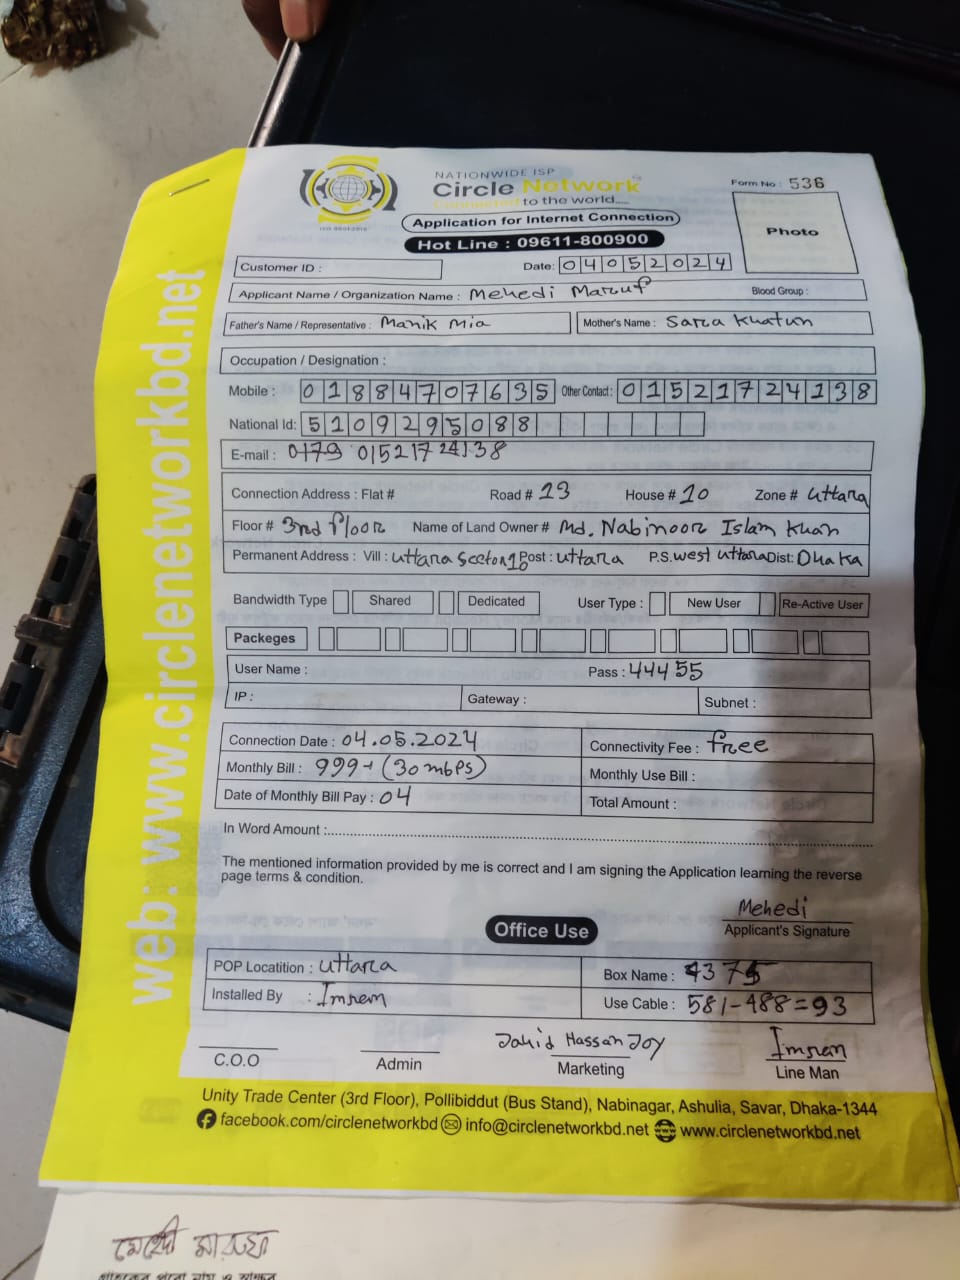 NATIONWIDE ISP
Circle Network
Connected to the world.....
ISO 9001:2015
Form No : 536
Application for Internet Connection
Hot Line : 09611-800900
Photo
Customer ID :
Date: 04052024
Applicant Name / Organization Name : Mehedi Maruf Blood Group :
Father's Name / Representative : Manik Mia Mother's Name : Sara Khatun
Occupation / Designation :
Mobile : 01884707635 Other Contact : 01521724138
National Id: 5109295088
E-mail : 0179 01521724138
Connection Address : Flat # Road # 13 House # 10 Zone # Uttara
Floor # 3rd floor Name of Land Owner # Md. Nabinoor Islam Khan
Permanent Address : Vill : Uttara Sector Post : Uttara P.S. West Uttara Dist: Dhaka
Bandwidth Type Shared Dedicated User Type : New User Re-Active User
Packeges
User Name : Pass : 44455
IP : Gateway : Subnet :
Connection Date : 04.05.2024 Connectivity Fee : free
Monthly Bill : 999+ (30 mbps) Monthly Use Bill :
Date of Monthly Bill Pay : 04 Total Amount :
In Word Amount :
The mentioned information provided by me is correct and I am signing the Application learning the reverse
page terms & condition.
Mehedi
Applicant's Signature
Office Use
POP Locatition : Uttara Box Name : 4375
Installed By : Imran Use Cable : 581-488=93
Jahid Hassan Joy Imran
C.O.O Admin Marketing Line Man
Unity Trade Center (3rd Floor), Pollibiddut (Bus Stand), Nabinagar, Ashulia, Savar, Dhaka-1344
facebook.com/circlenetworkbd info@circlenetworkbd.net www.circlenetworkbd.net
web: www.circlenetworkbd.net
মেহেদী মারুফ